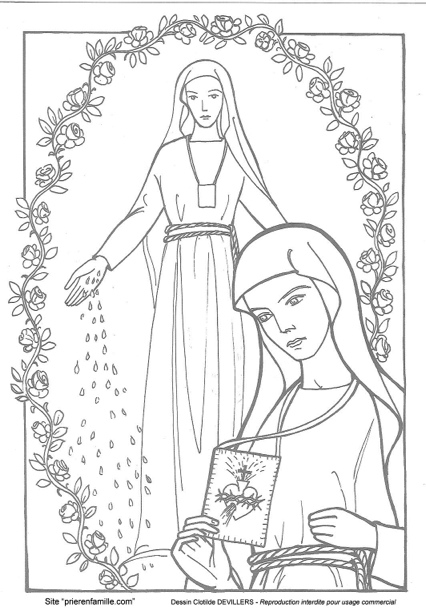 Site "prierenfamille.com" Dessin Clotilde DEVILLERS - Reproduction interdite pour usage commercial